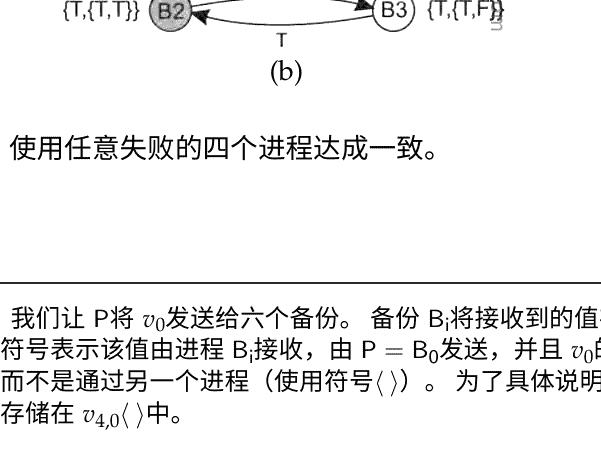 {T,{T,T}} B2 B3 {T,{T,F}}
T
(b)
使用任意失败的四个进程达成一致。
我们让 P将 v₀发送给六个备份。 备份 Bᵢ将接收到的值
符号表示该值由进程 Bᵢ接收，由 P = B₀发送，并且 v₀的
而不是通过另一个进程（使用符号⟨ ⟩）。 为了具体说明
存储在 v₄,₀⟨ ⟩中。